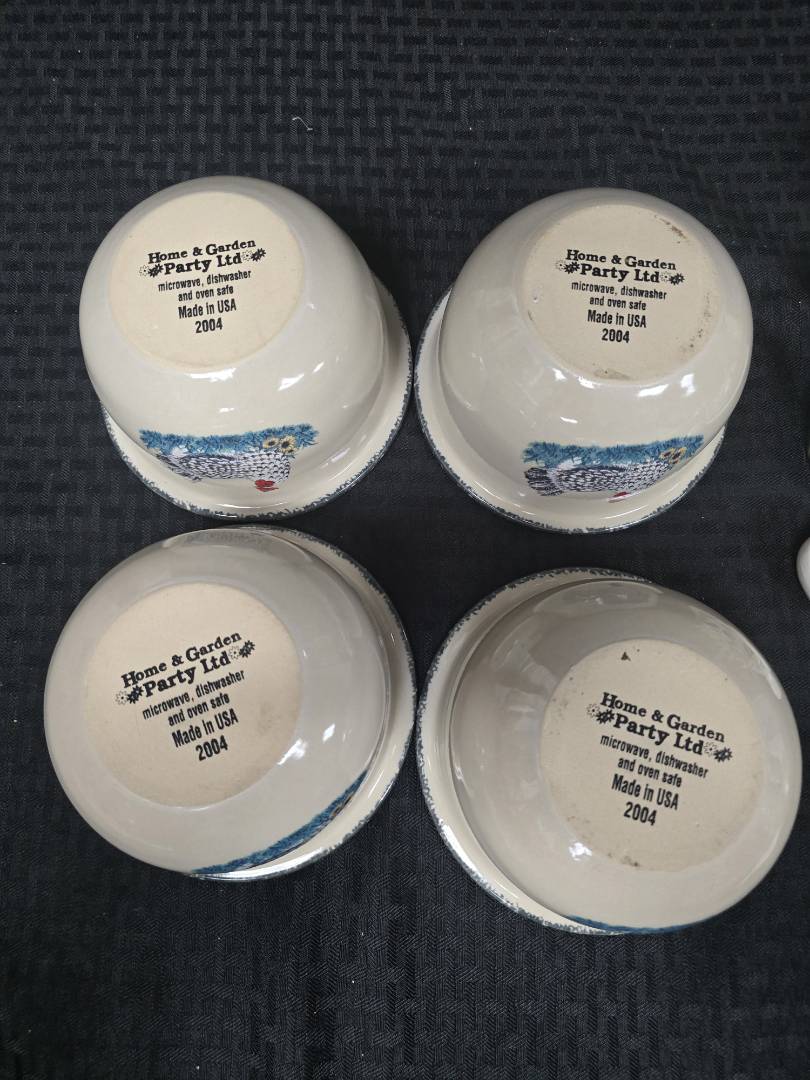 Home & Garden
Party Ltd
microwave, dishwasher
and oven safe
Made in USA
2004
Home & Garden
Party Ltd
microwave, dishwasher
and oven safe
Made in USA
2004
Home & Garden
Party Ltd
microwave, dishwasher
and oven safe
Made in USA
2004
Home & Garden
Party Ltd
microwave, dishwasher
and oven safe
Made in USA
2004